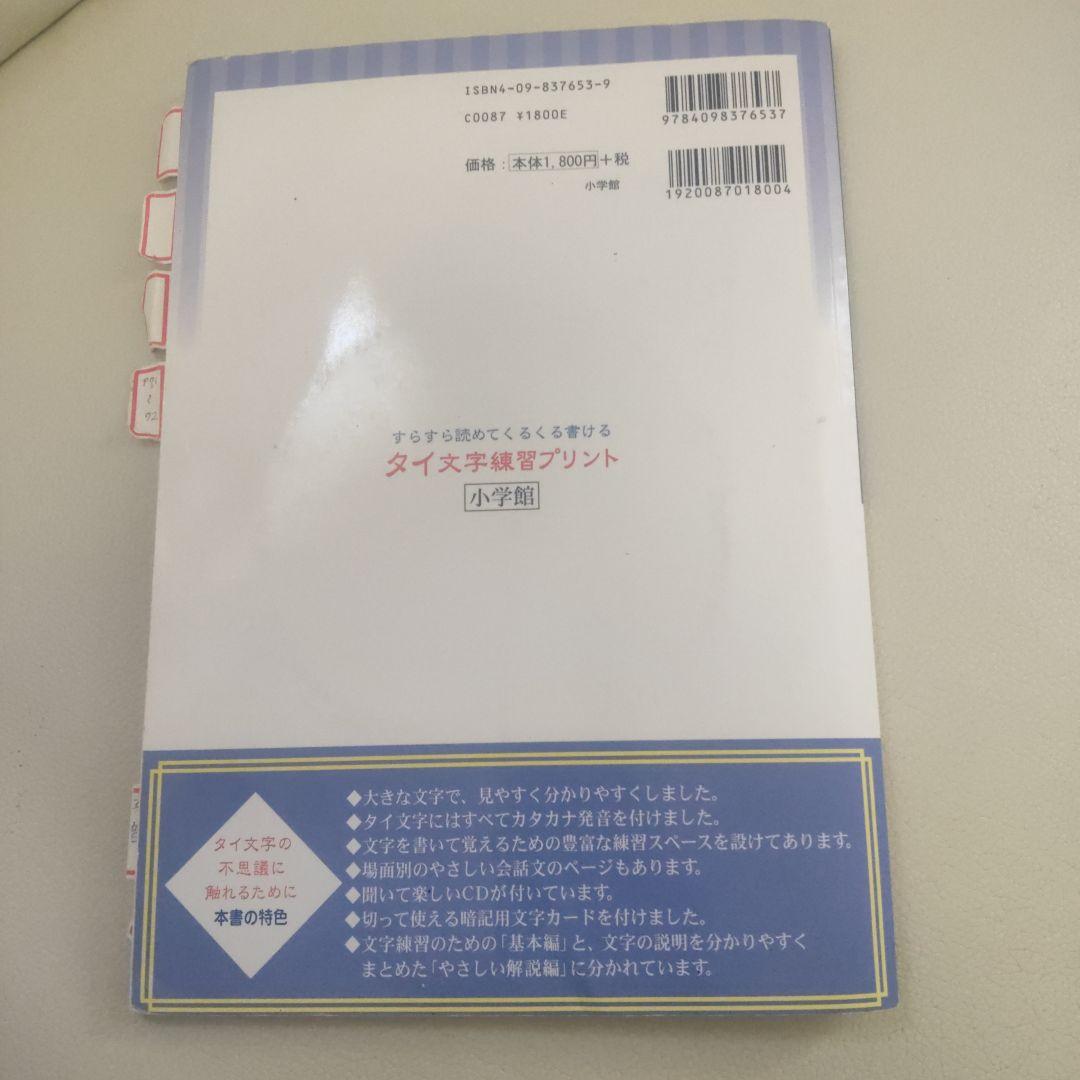 ISBN4-09-837653-9
C0087 ¥1800E
9784098376537
価格：本体1,800円+税
小学館
1920087018004
すらすら読めてくるくる書ける
タイ文字練習プリント
小学館
タイ文字の
不思議に
触れるために
本書の特色
◆大きな文字で、見やすく分かりやすくしました。
◆タイ文字にはすべてカタカナ発音を付けました。
◆文字を書いて覚えるための豊富な練習スペースを設けてあります。
◆場面別のやさしい会話文のページもあります。
◆聞いて楽しいCDが付いています。
◆切って使える暗記用文字カードを付けました。
◆文字練習のための「基本編」と、文字の説明を分かりやすく
まとめた「やさしい解説編」に分かれています。